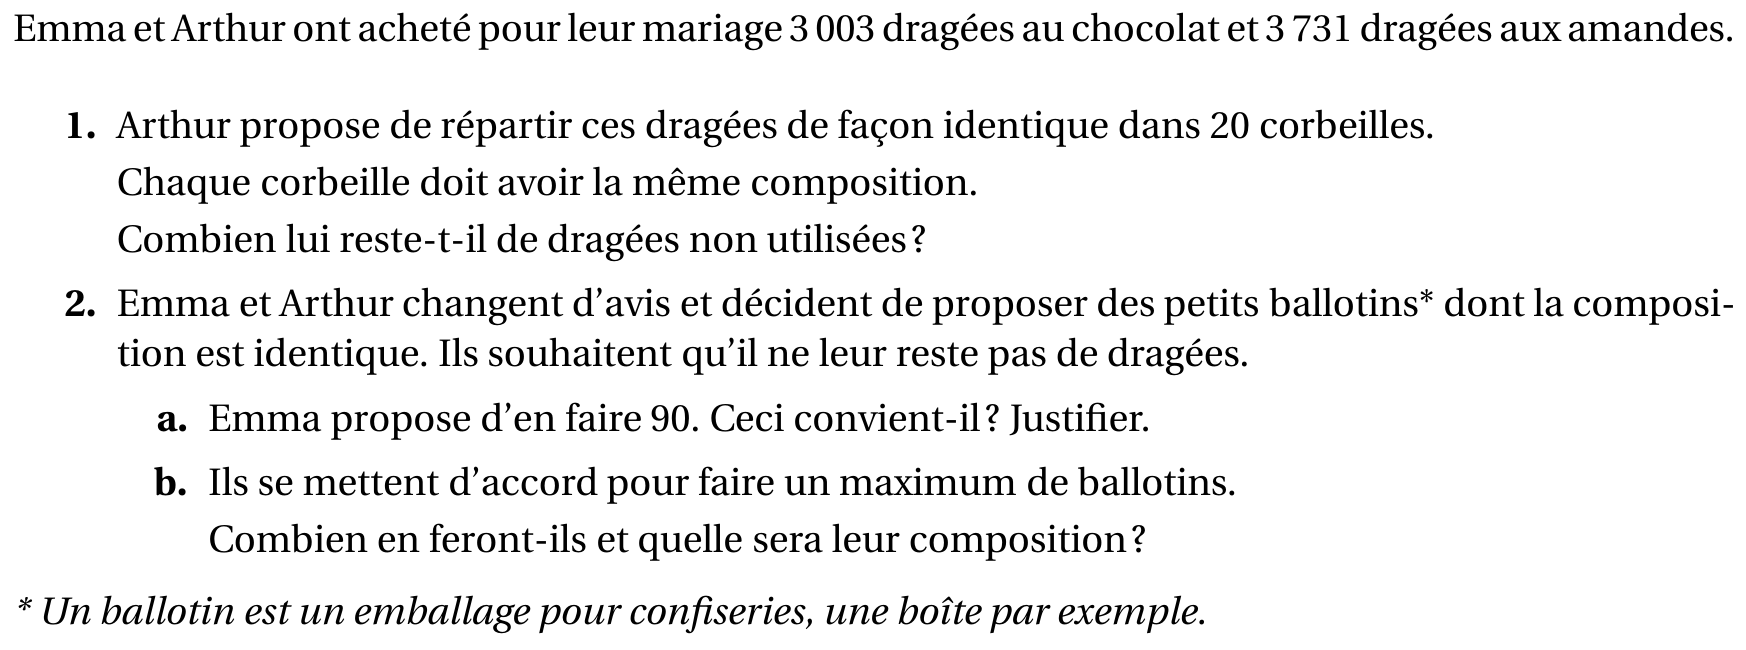 Emma et Arthur ont acheté pour leur mariage 3 003 dragées au chocolat et 3 731 dragées aux amandes.
1. Arthur propose de répartir ces dragées de façon identique dans 20 corbeilles.
Chaque corbeille doit avoir la même composition.
Combien lui reste-t-il de dragées non utilisées ?
2. Emma et Arthur changent d’avis et décident de proposer des petits ballotins* dont la composi-
tion est identique. Ils souhaitent qu’il ne leur reste pas de dragées.
a. Emma propose d’en faire 90. Ceci convient-il ? Justifier.
b. Ils se mettent d’accord pour faire un maximum de ballotins.
Combien en feront-ils et quelle sera leur composition ?
* Un ballotin est un emballage pour confiseries, une boîte par exemple.